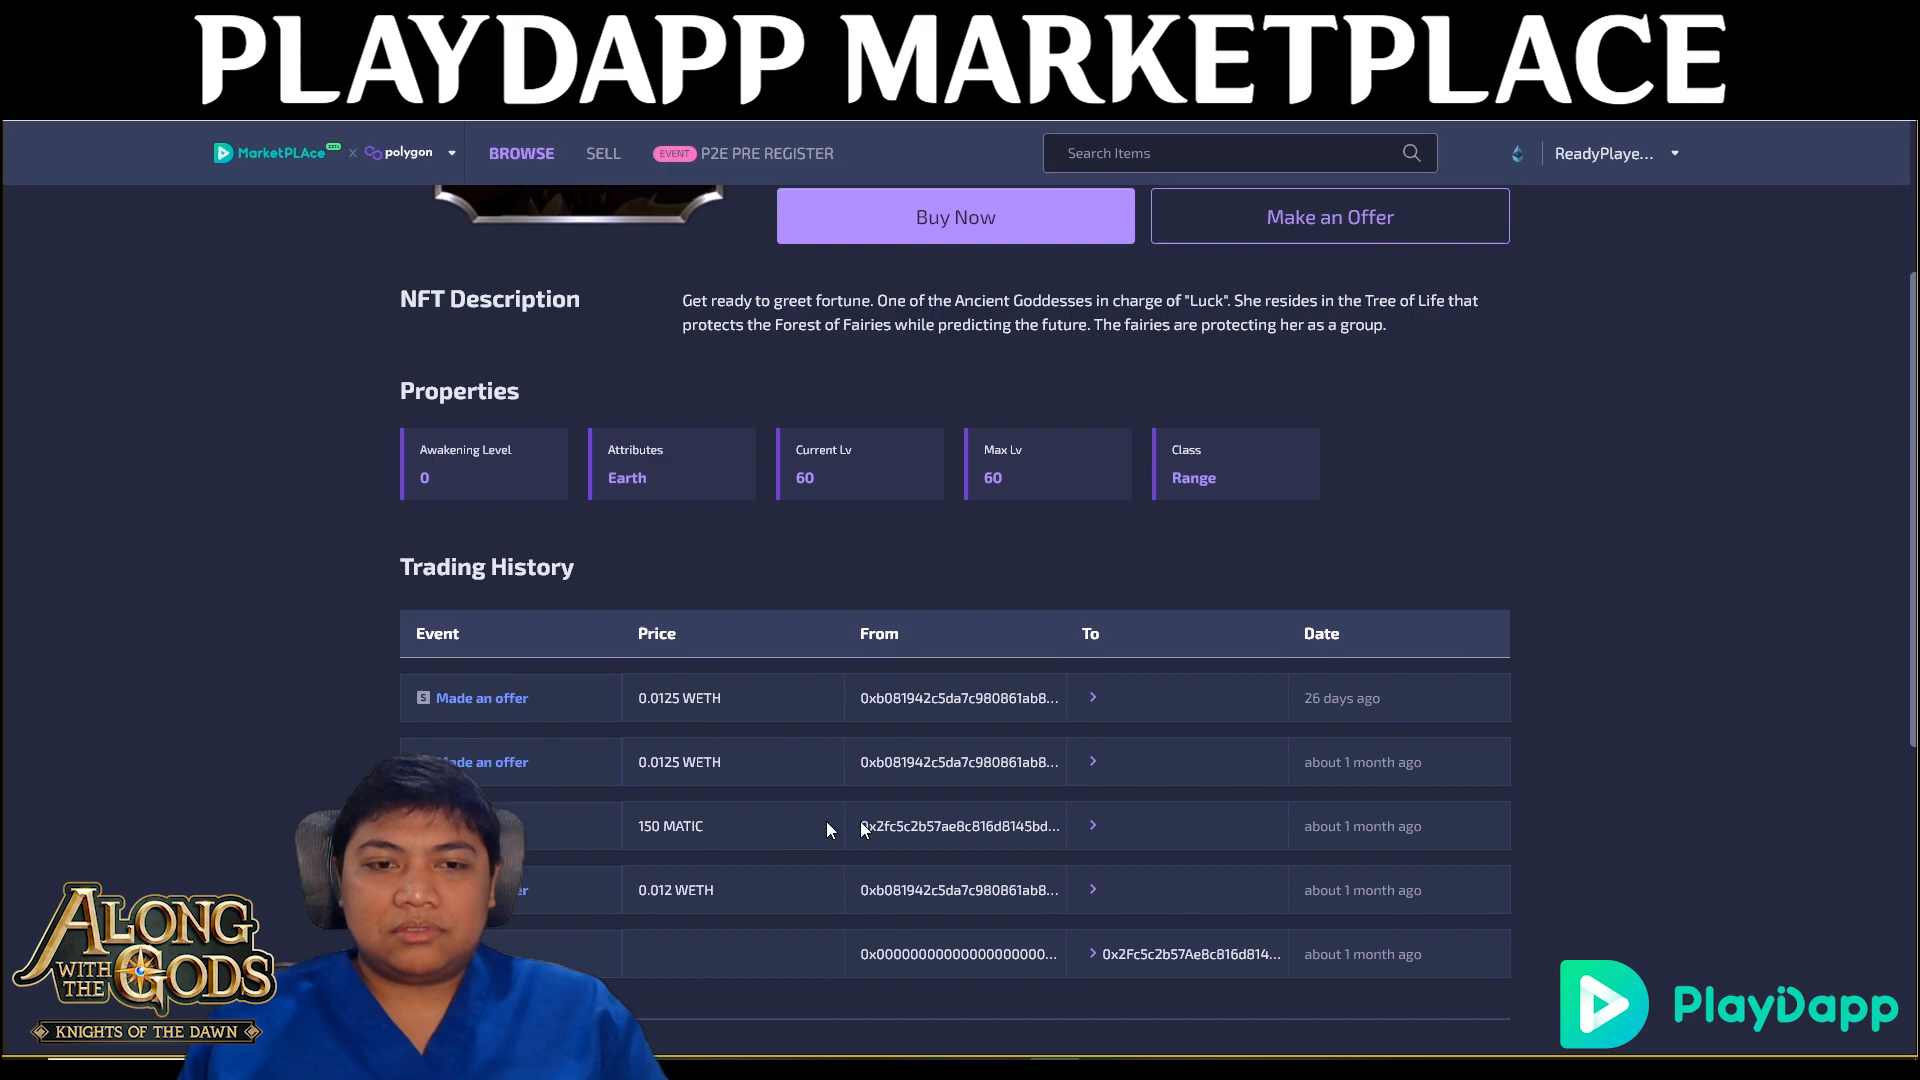 PLAYDAPP MARKETPLACE
MarketPLAce BETA x polygon BROWSE SELL EVENT P2E PRE REGISTER Search Items ReadyPlaye...
Buy Now Make an Offer
NFT Description
Get ready to greet fortune. One of the Ancient Goddesses in charge of "Luck". She resides in the Tree of Life that
protects the Forest of Fairies while predicting the future. The fairies are protecting her as a group.
Properties
Awakening Level Attributes Current Lv Max Lv Class
0 Earth 60 60 Range
Trading History
Event Price From To Date
S Made an offer 0.0125 WETH 0xb081942c5da7c980861ab8... 26 days ago
Made an offer 0.0125 WETH 0xb081942c5da7c980861ab8... about 1 month ago
150 MATIC 0x2fc5c2b57ae8c816d8145bd... about 1 month ago
er 0.012 WETH 0xb081942c5da7c980861ab8... about 1 month ago
0x00000000000000000000... 0x2Fc5c2b57Ae8c816d814... about 1 month ago
ALONG
WITH THE GODS
KNIGHTS OF THE DAWN
PlayDapp